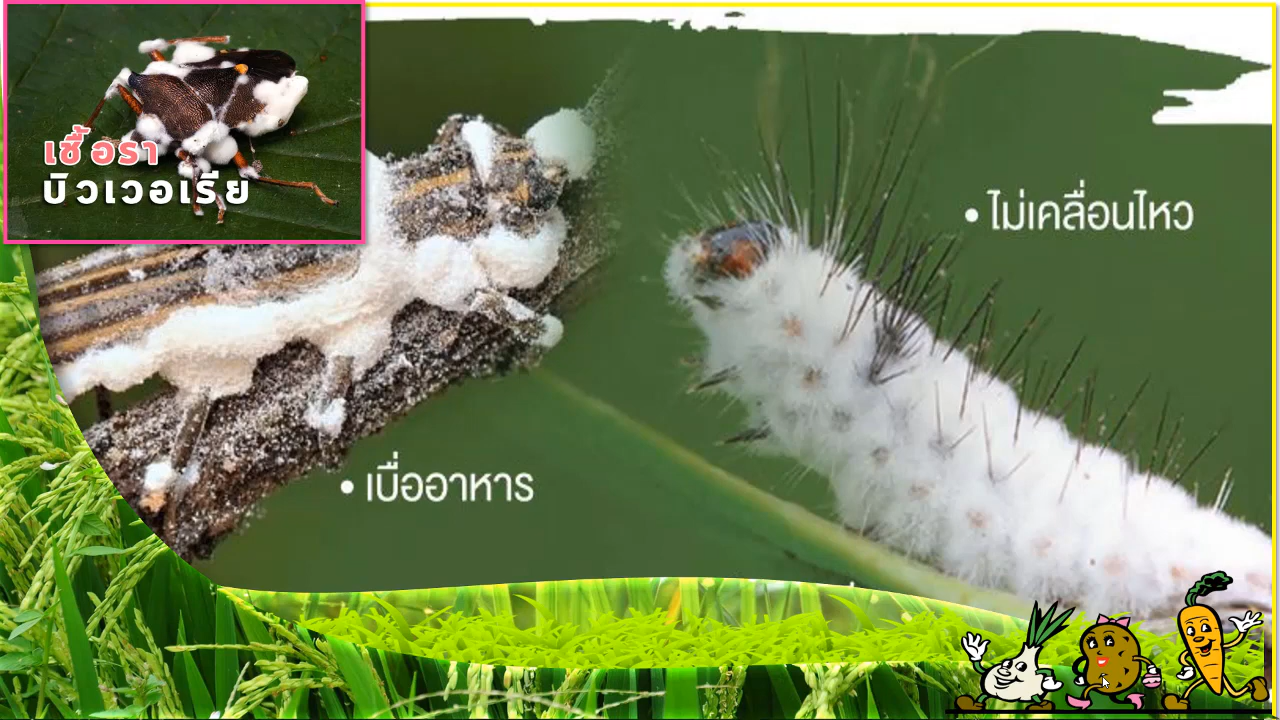 เชื้อรา
บิวเวอเรีย
• ไม่เคลื่อนไหว
• เบื่ออาหาร